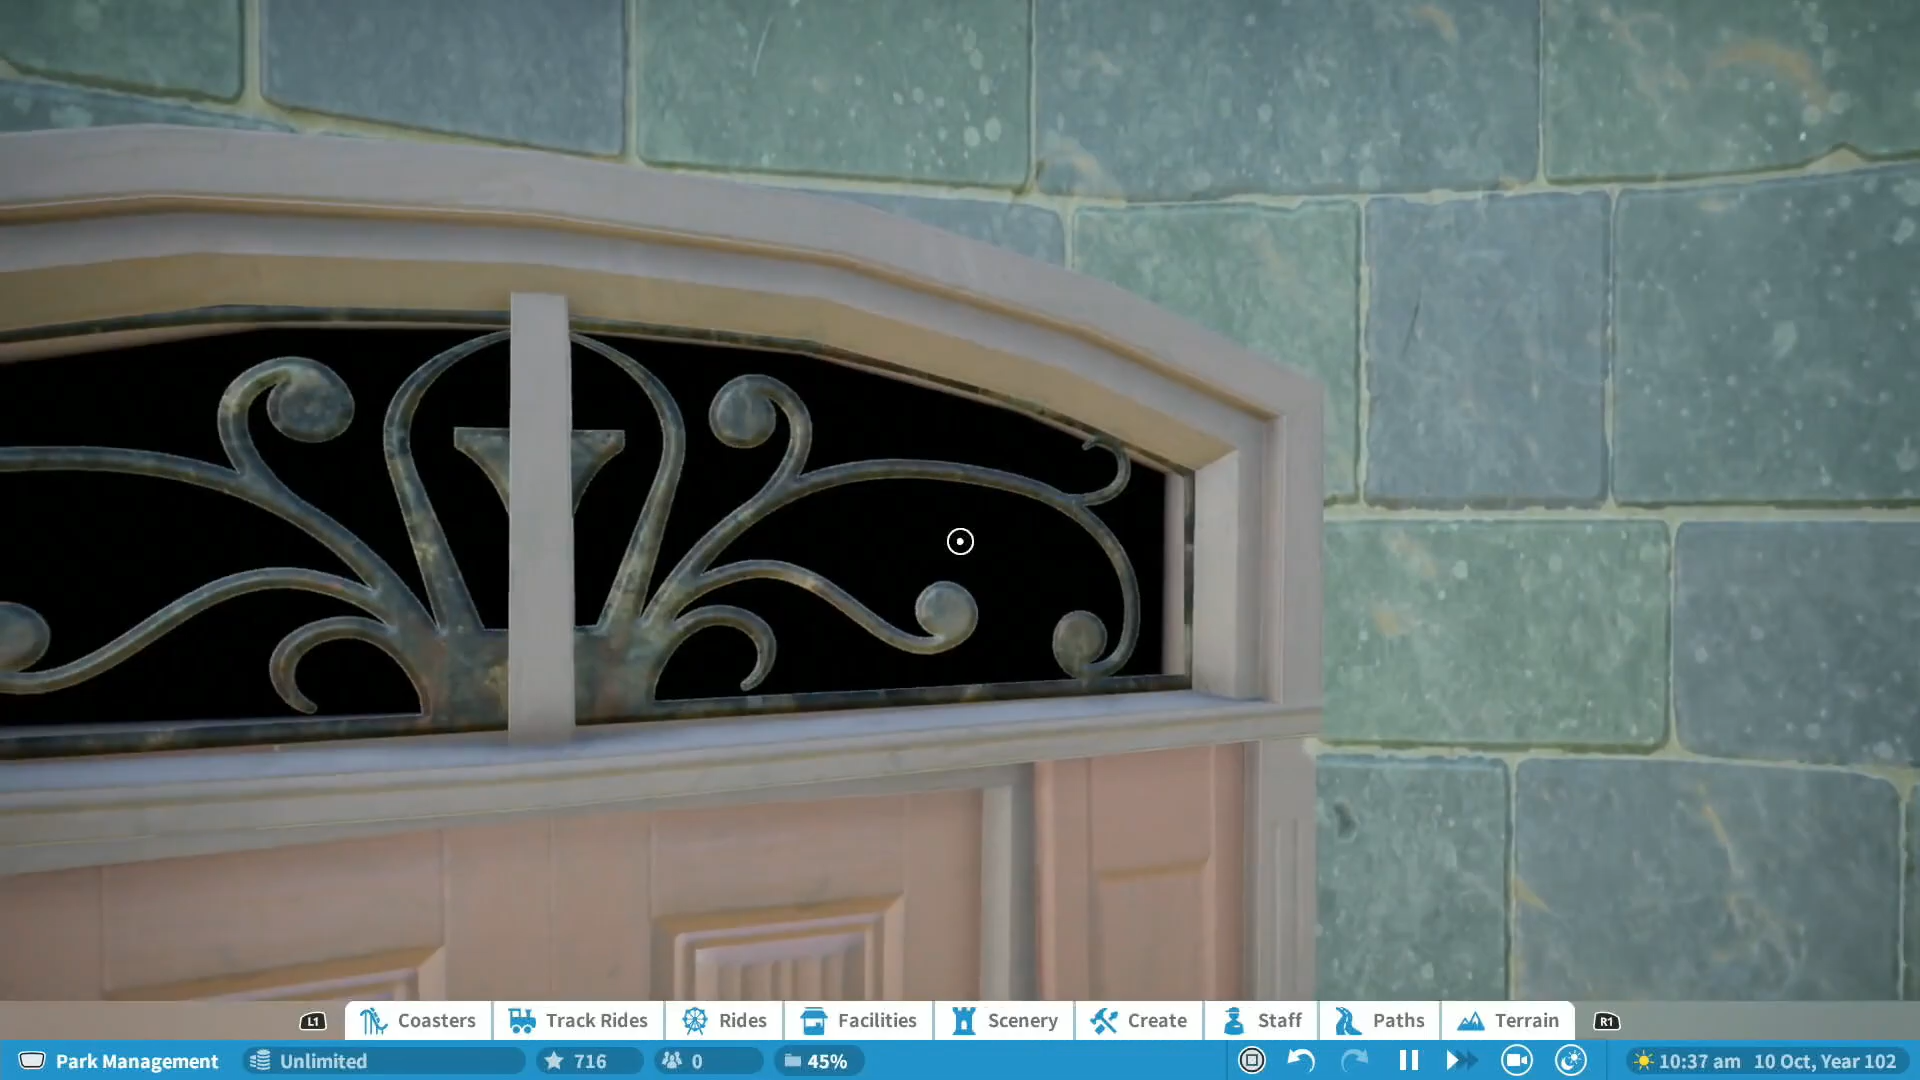 L1 Coasters Track Rides Rides Facilities Scenery Create Staff Paths Terrain R1
Park Management Unlimited 716 0 45% 10:37 am 10 Oct, Year 102